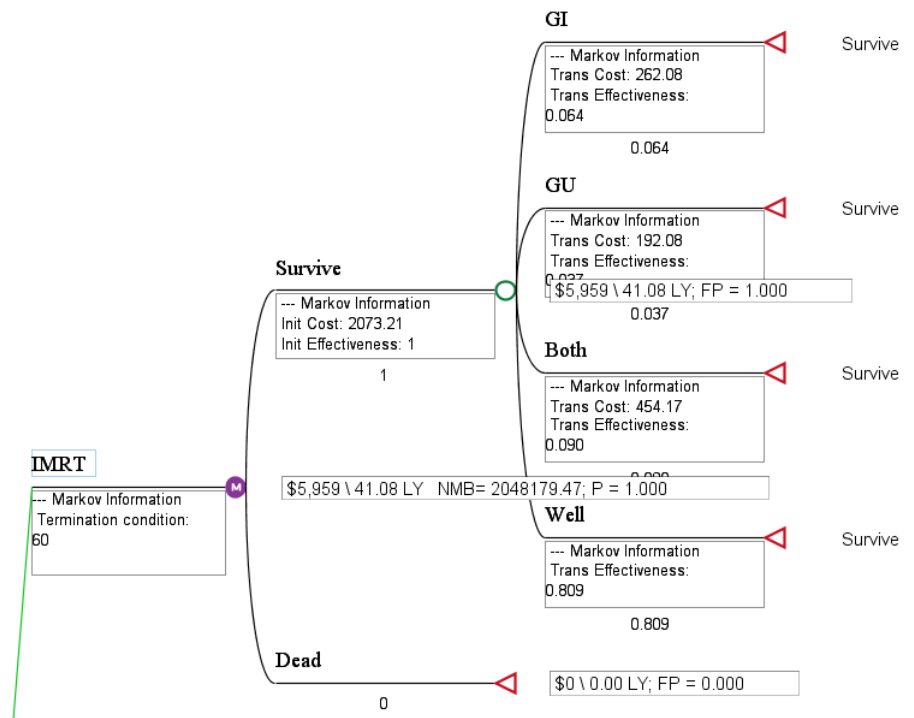 GI
Survive
--- Markov Information
Trans Cost: 262.08
Trans Effectiveness:
0.064
0.064
GU
Survive
--- Markov Information
Trans Cost: 192.08
Trans Effectiveness:
$5,959 \ 41.08 LY; FP = 1.000
0.037
Survive
--- Markov Information
Init Cost: 2073.21
Init Effectiveness: 1
1
Both
Survive
--- Markov Information
Trans Cost: 454.17
Trans Effectiveness:
0.090
IMRT
--- Markov Information
Termination condition:
60
M
$5,959 \ 41.08 LY NMB= 2048179.47; P = 1.000
Well
Survive
--- Markov Information
Trans Effectiveness:
0.809
0.809
Dead
0
$0 \ 0.00 LY; FP = 0.000